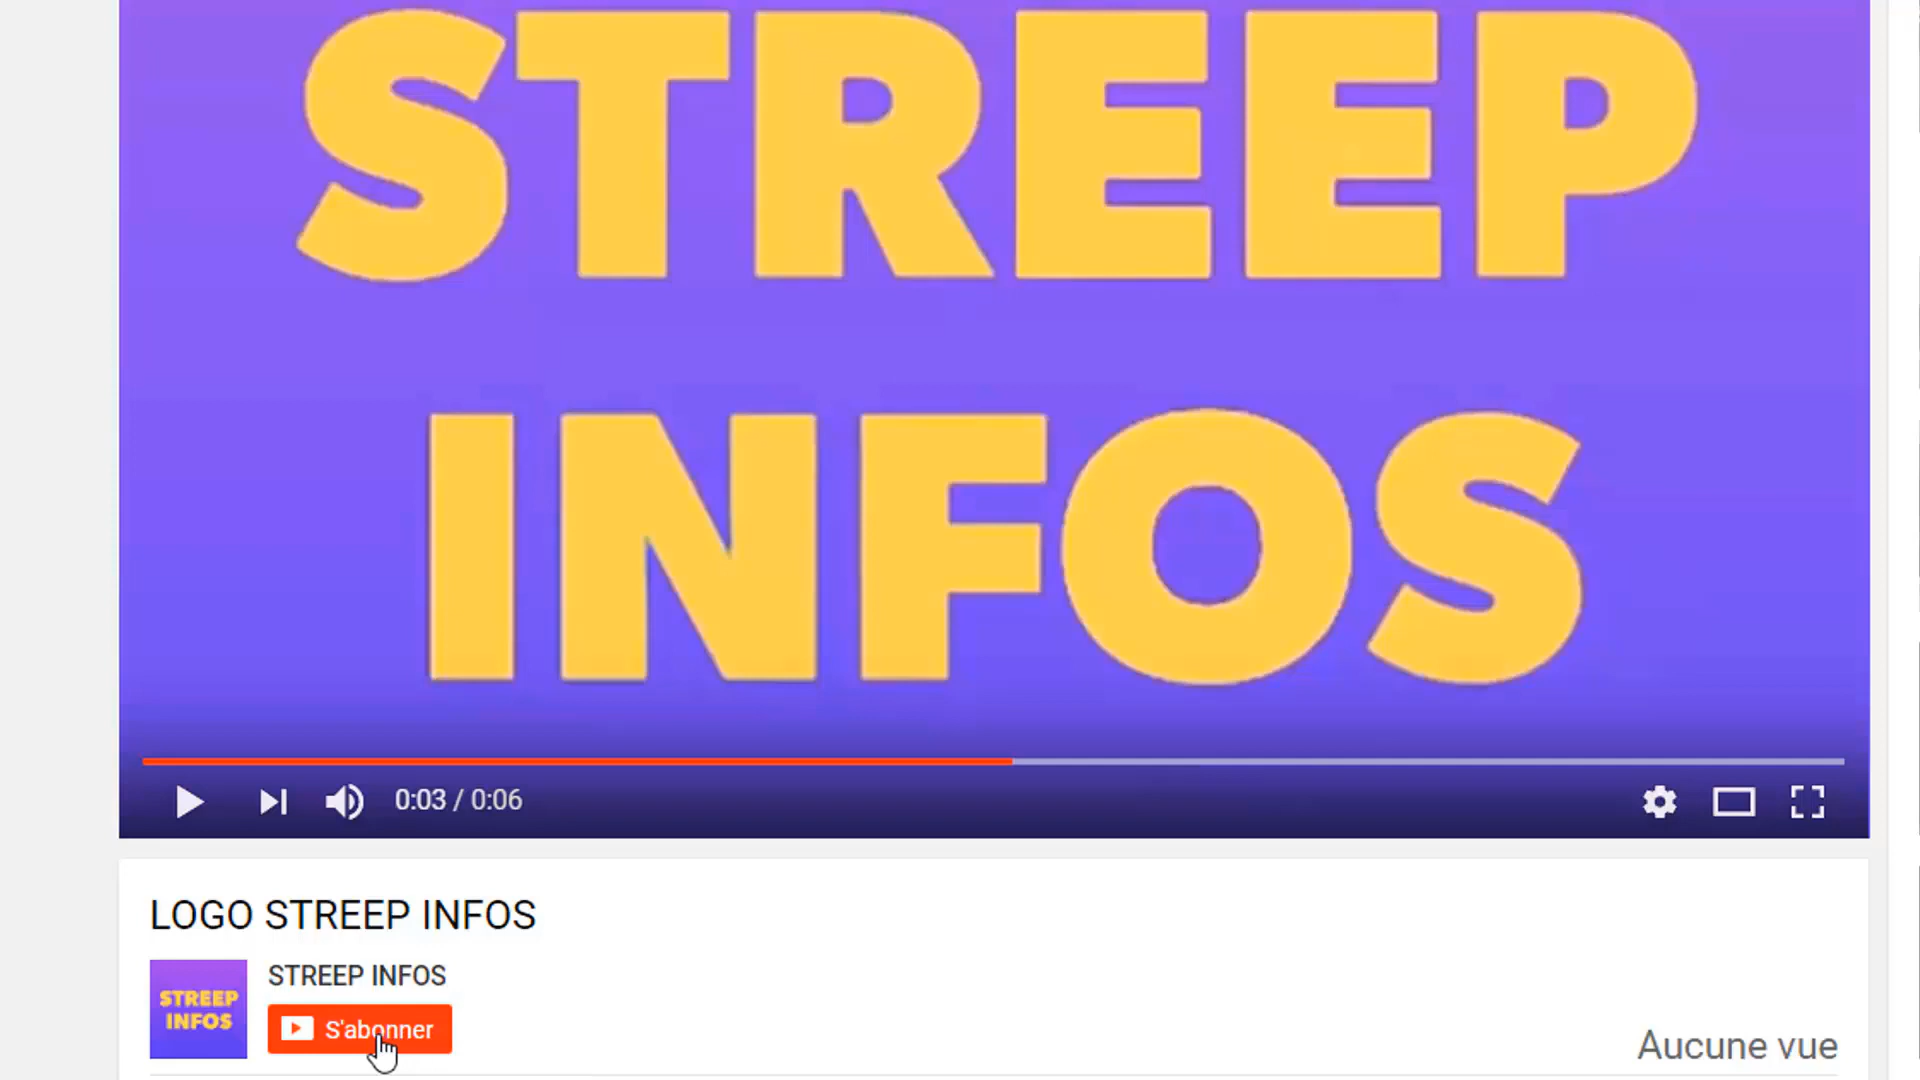 STREEP
INFOS
0:03 / 0:06
LOGO STREEP INFOS
STREEP INFOS
STREEP
INFOS
S'abonner
Aucune vue